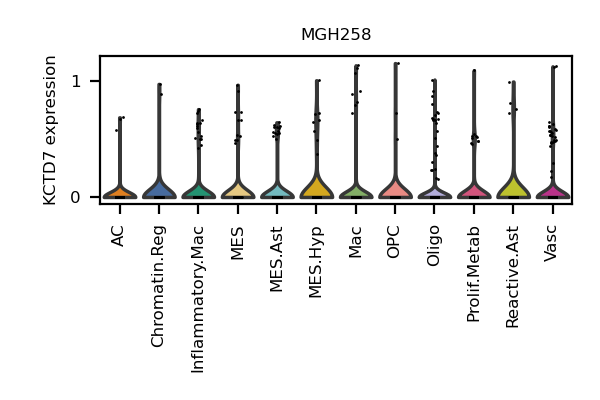 MGH258
KCTD7 expression
1
0
AC
Chromatin.Reg
Inflammatory.Mac
MES
MES.Ast
MES.Hyp
Mac
OPC
Oligo
Prolif.Metab
Reactive.Ast
Vasc